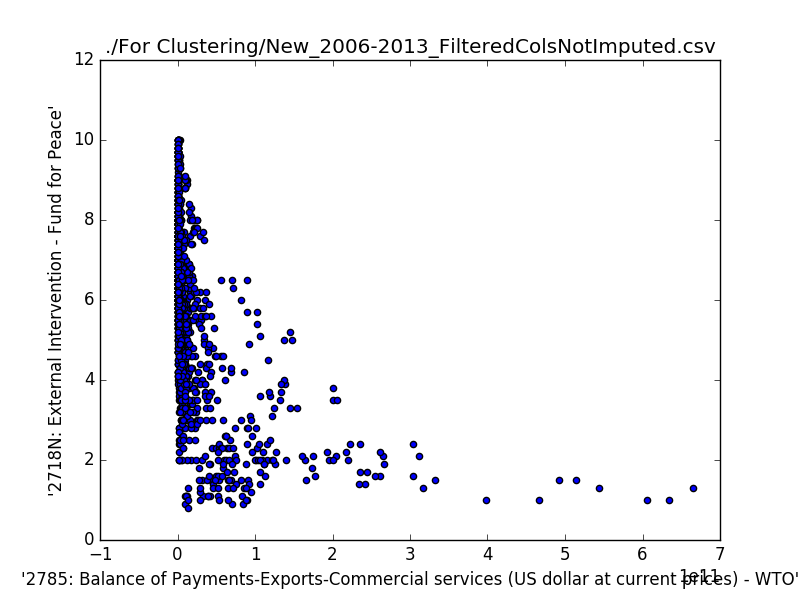 ./For Clustering/New_2006-2013_FilteredColsNotImputed.csv
12
10
8
6
4
2
0
'2718N: External Intervention - Fund for Peace'
−1 0 1 2 3 4 5 6 7
1e11
'2785: Balance of Payments-Exports-Commercial services (US dollar at current prices) - WTO'